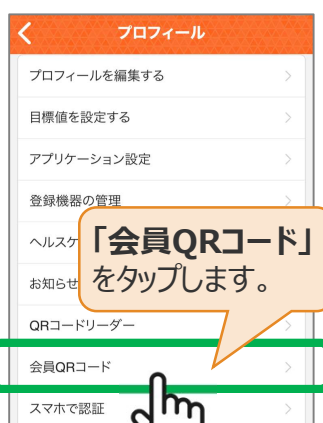 プロフィール
プロフィールを編集する
目標値を設定する
アプリケーション設定
登録機器の管理
ヘルスケ
お知らせ
「会員QRコード」
をタップします。
QRコードリーダー
会員QRコード
スマホで認証